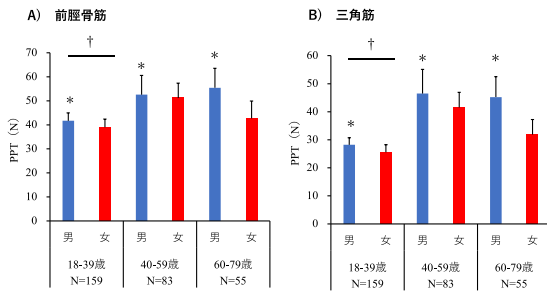 A） 前脛骨筋
†
* * *
PPT（N）
70
60
50
40
30
20
10
0
男 女 男 女 男 女
18-39歳 40-59歳 60-79歳
N=159 N=83 N=55
B） 三角筋
†
* * *
PPT（N）
60
50
40
30
20
10
0
男 女 男 女 男 女
18-39歳 40-59歳 60-79歳
N=159 N=83 N=55